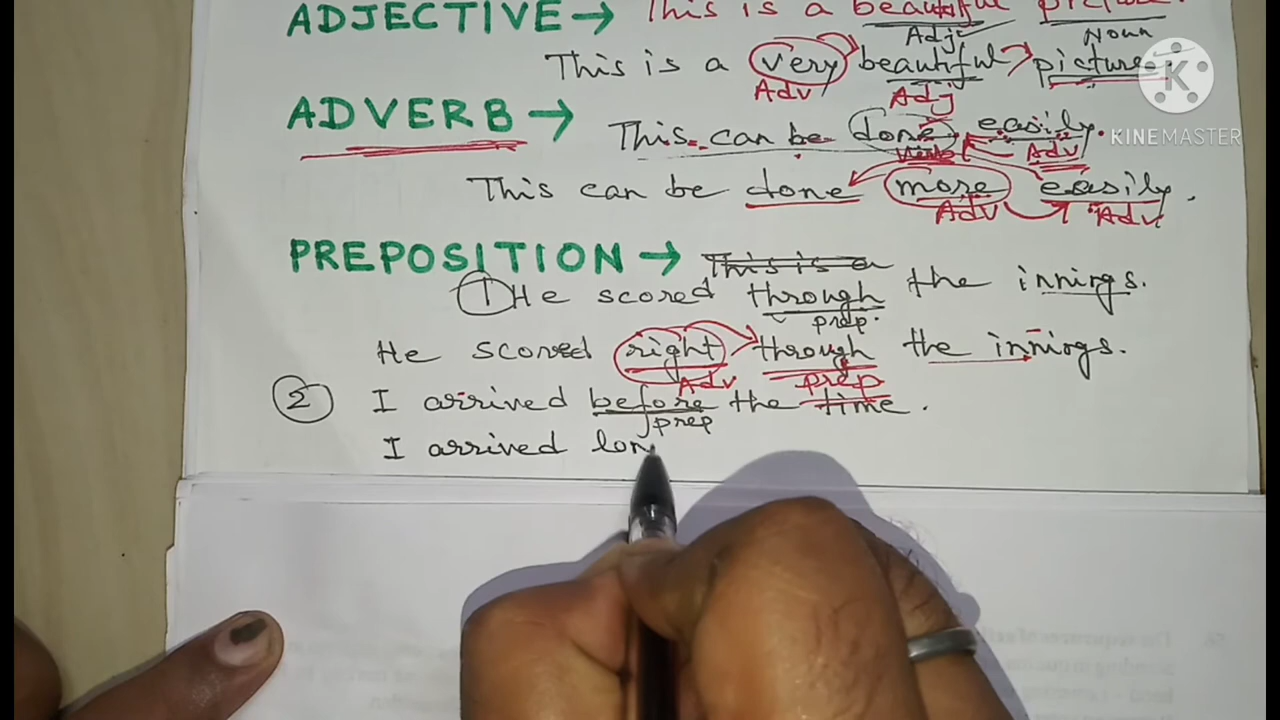 ADJECTIVE → This is a beautiful picture.
Adj Noun
This is a very beautiful picture.
Adv Adj
ADVERB → This can be done easily.
Verb Adv
KINEMASTER
This can be done more easily.
Adv Adv
PREPOSITION → This is a
① He scored through the innings.
prep.
He scored right through the innings.
Adv prep
② I arrived before the time.
prep
I arrived lon